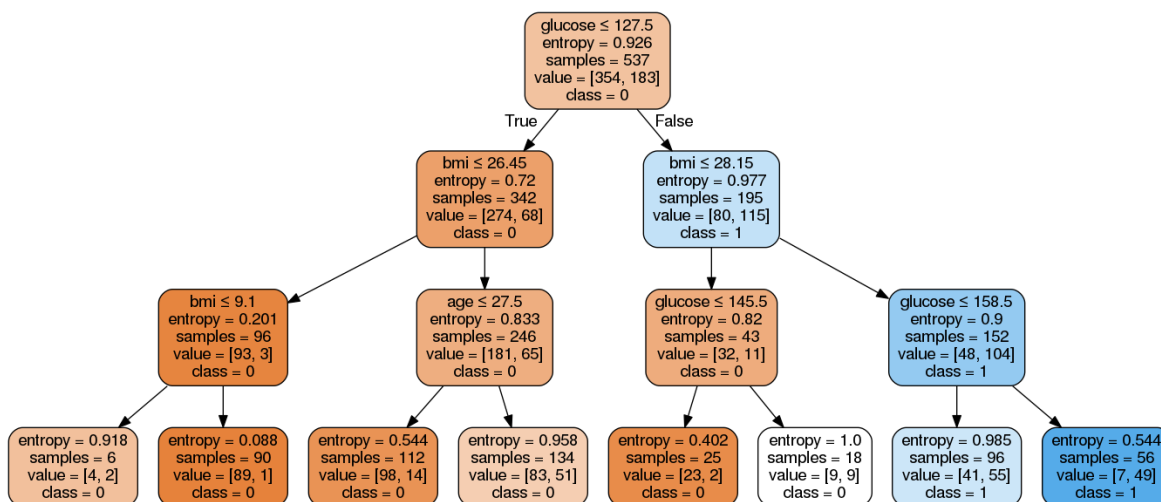 glucose ≤ 127.5
entropy = 0.926
samples = 537
value = [354, 183]
class = 0
True
False
bmi ≤ 26.45
entropy = 0.72
samples = 342
value = [274, 68]
class = 0
bmi ≤ 28.15
entropy = 0.977
samples = 195
value = [80, 115]
class = 1
bmi ≤ 9.1
entropy = 0.201
samples = 96
value = [93, 3]
class = 0
age ≤ 27.5
entropy = 0.833
samples = 246
value = [181, 65]
class = 0
glucose ≤ 145.5
entropy = 0.82
samples = 43
value = [32, 11]
class = 0
glucose ≤ 158.5
entropy = 0.9
samples = 152
value = [48, 104]
class = 1
entropy = 0.918
samples = 6
value = [4, 2]
class = 0
entropy = 0.088
samples = 90
value = [89, 1]
class = 0
entropy = 0.544
samples = 112
value = [98, 14]
class = 0
entropy = 0.958
samples = 134
value = [83, 51]
class = 0
entropy = 0.402
samples = 25
value = [23, 2]
class = 0
entropy = 1.0
samples = 18
value = [9, 9]
class = 0
entropy = 0.985
samples = 96
value = [41, 55]
class = 1
entropy = 0.544
samples = 56
value = [7, 49]
class = 1